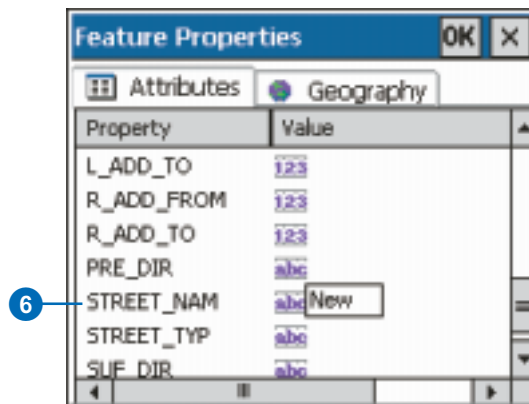 Feature Properties OK
Attributes Geography
Property Value
L_ADD_TO 123
R_ADD_FROM 123
R_ADD_TO 123
PRE_DIR abc
6 STREET_NAM abc New
STREET_TYP abc
SUF_DIR abc